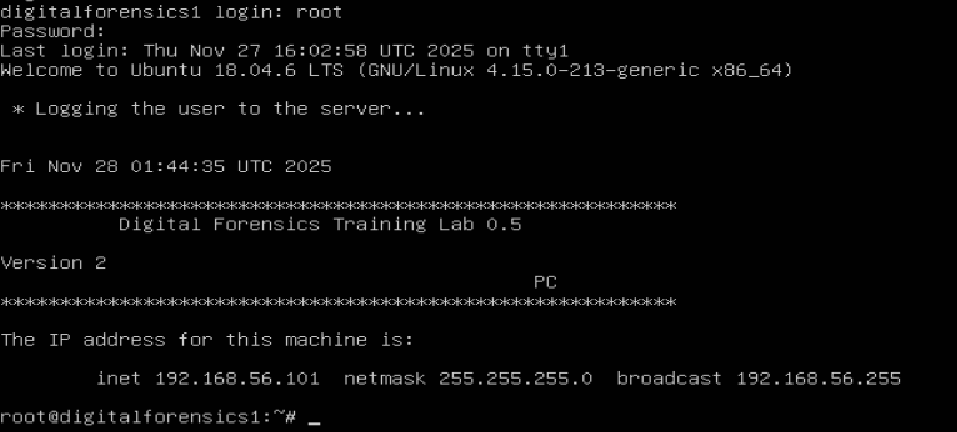 digitalforensics1 login: root
Password:
Last login: Thu Nov 27 16:02:58 UTC 2025 on tty1
Welcome to Ubuntu 18.04.6 LTS (GNU/Linux 4.15.0-213-generic x86_64)
* Logging the user to the server...
Fri Nov 28 01:44:35 UTC 2025
*********************************************************
Digital Forensics Training Lab 0.5
Version 2
PC
*********************************************************
The IP address for this machine is:
inet 192.168.56.101  netmask 255.255.255.0  broadcast 192.168.56.255
root@digitalforensics1:~# _